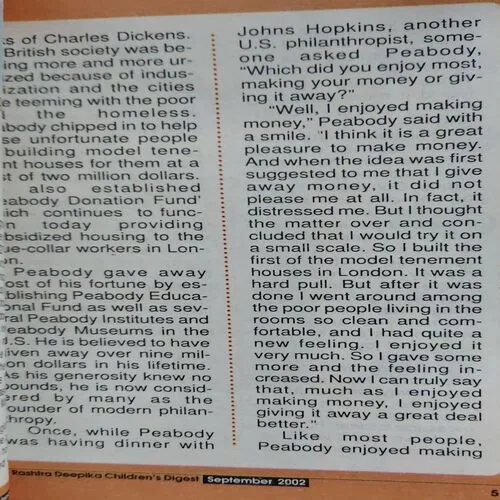 s of Charles Dickens.
British society was be-
ing more and more ur-
zed because of indus-
ization and the cities
e teeming with the poor
the homeless.
body chipped in to help
se unfortunate people
building model tene-
nt houses for them at a
st of two million dollars.
also established
eabody Donation Fund'
ich continues to func-
n today providing
bsidized housing to the
ue-collar workers in Lon-
on.
Peabody gave away
ost of his fortune by es-
blishing Peabody Educa-
onal Fund as well as sev-
ral Peabody Institutes and
eabody Museums in the
.S. He is believed to have
iven away over nine mil-
on dollars in his lifetime.
As his generosity knew no
ounds, he is now consid-
ered by many as the
ounder of modern philan-
hropy.
Once, while Peabody
was having dinner with
Johns Hopkins, another
U.S. philanthropist, some-
one asked Peabody,
"Which did you enjoy most,
making your money or giv-
ing it away?"
"Well, I enjoyed making
money," Peabody said with
a smile. "I think it is a great
pleasure to make money.
And when the idea was first
suggested to me that I give
away money, it did not
please me at all. In fact, it
distressed me. But I thought
the matter over and con-
cluded that I would try it on
a small scale. So I built the
first of the model tenement
houses in London. It was a
hard pull. But after it was
done I went around among
the poor people living in the
rooms so clean and com-
fortable, and I had quite a
new feeling. I enjoyed it
very much. So I gave some
more and the feeling in-
creased. Now I can truly say
that, much as I enjoyed
making money, I enjoyed
giving it away a great deal
better."
Like most people,
Peabody enjoyed making
Rashtra Deepika Children's Digest September 2002
5